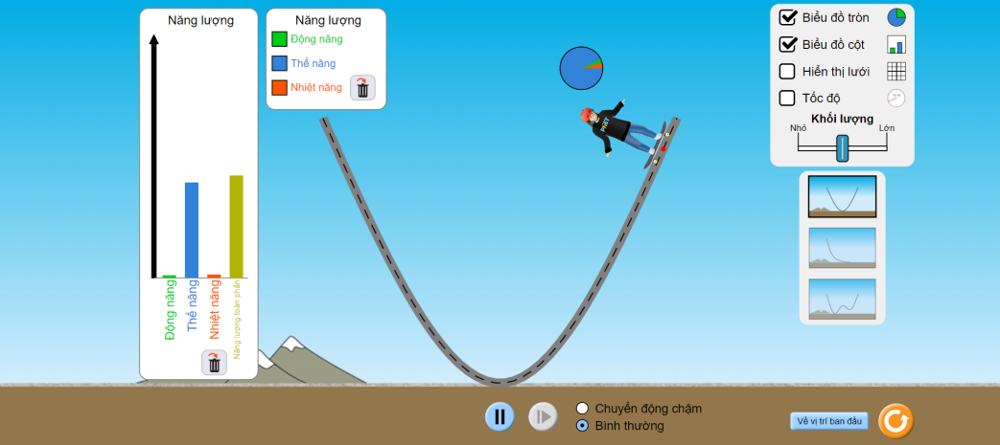 Năng lượng
Động năng
Thế năng
Nhiệt năng
Năng lượng toàn phần
Năng lượng
Động năng
Thế năng
Nhiệt năng
PhET
Biểu đồ tròn
Biểu đồ cột
Hiển thị lưới
Tốc độ
Khối lượng
Nhỏ
Lớn
Chuyển động chậm
Bình thường
Về vị trí ban đầu